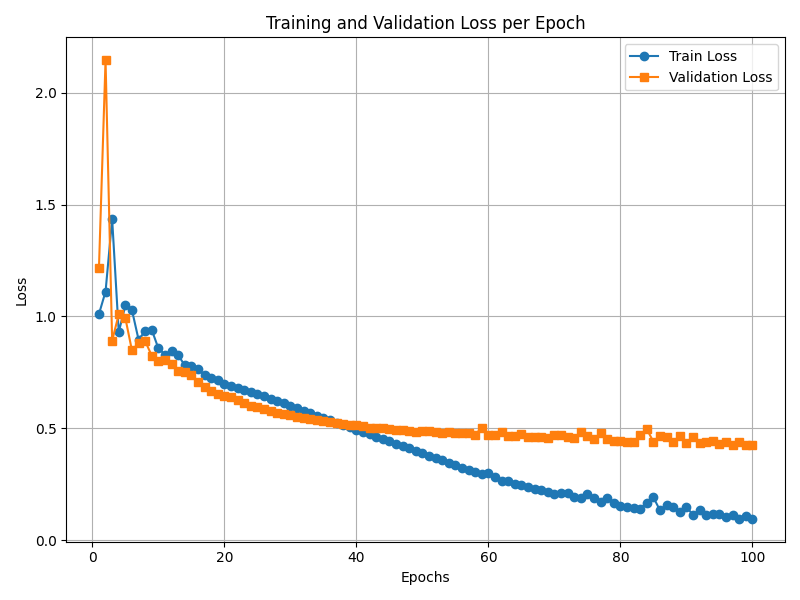 Training and Validation Loss per Epoch
Train Loss
Validation Loss
2.0
1.5
1.0
0.5
0.0
Loss
0 20 40 60 80 100
Epochs